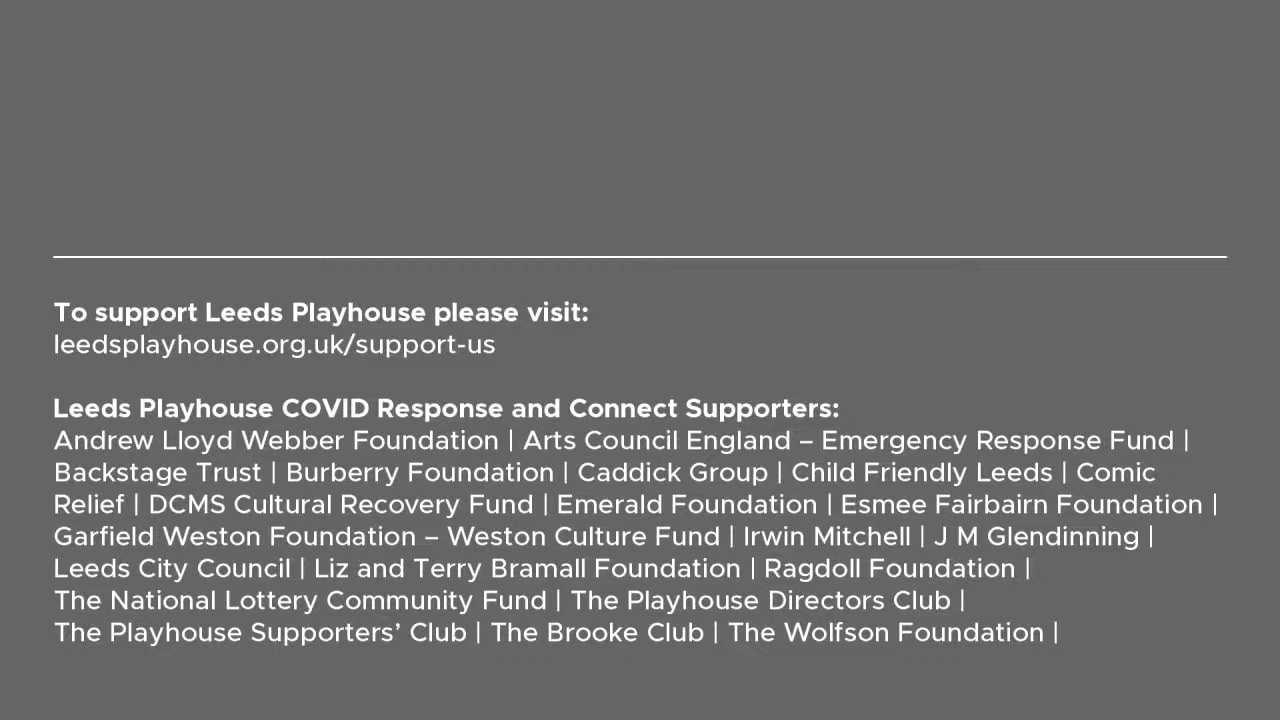 To support Leeds Playhouse please visit:
leedsplayhouse.org.uk/support-us
Leeds Playhouse COVID Response and Connect Supporters:
Andrew Lloyd Webber Foundation | Arts Council England – Emergency Response Fund |
Backstage Trust | Burberry Foundation | Caddick Group | Child Friendly Leeds | Comic
Relief | DCMS Cultural Recovery Fund | Emerald Foundation | Esmee Fairbairn Foundation |
Garfield Weston Foundation – Weston Culture Fund | Irwin Mitchell | J M Glendinning |
Leeds City Council | Liz and Terry Bramall Foundation | Ragdoll Foundation |
The National Lottery Community Fund | The Playhouse Directors Club |
The Playhouse Supporters’ Club | The Brooke Club | The Wolfson Foundation |